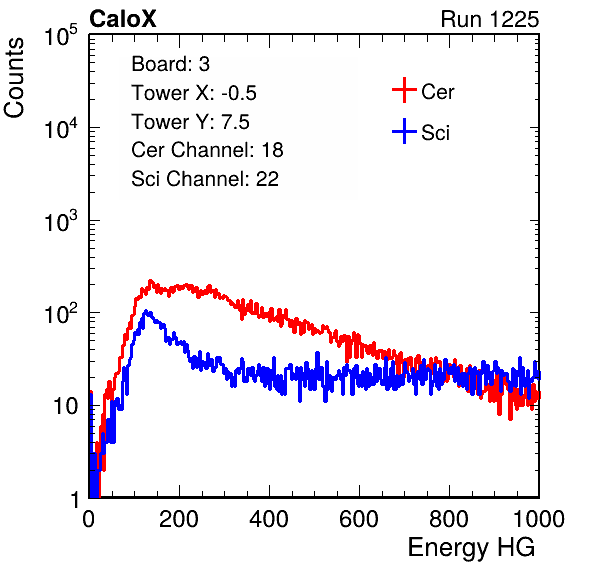 CaloX Run 1225
Counts
10^5
10^4
10^3
10^2
10
1
Board: 3
Tower X: -0.5
Tower Y: 7.5
Cer Channel: 18
Sci Channel: 22
Cer
Sci
0 200 400 600 800 1000
Energy HG